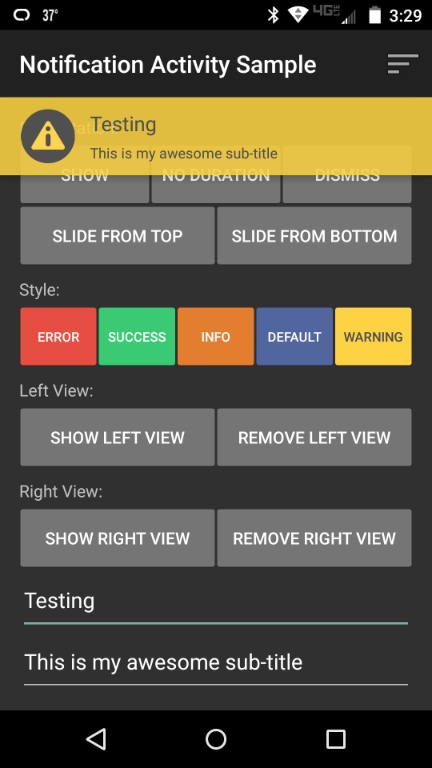 37°
4G LTE
3:29
Notification Activity Sample
Testing
This is my awesome sub-title
SHOW
NO DURATION
DISMISS
SLIDE FROM TOP
SLIDE FROM BOTTOM
Style:
ERROR
SUCCESS
INFO
DEFAULT
WARNING
Left View:
SHOW LEFT VIEW
REMOVE LEFT VIEW
Right View:
SHOW RIGHT VIEW
REMOVE RIGHT VIEW
Testing
This is my awesome sub-title